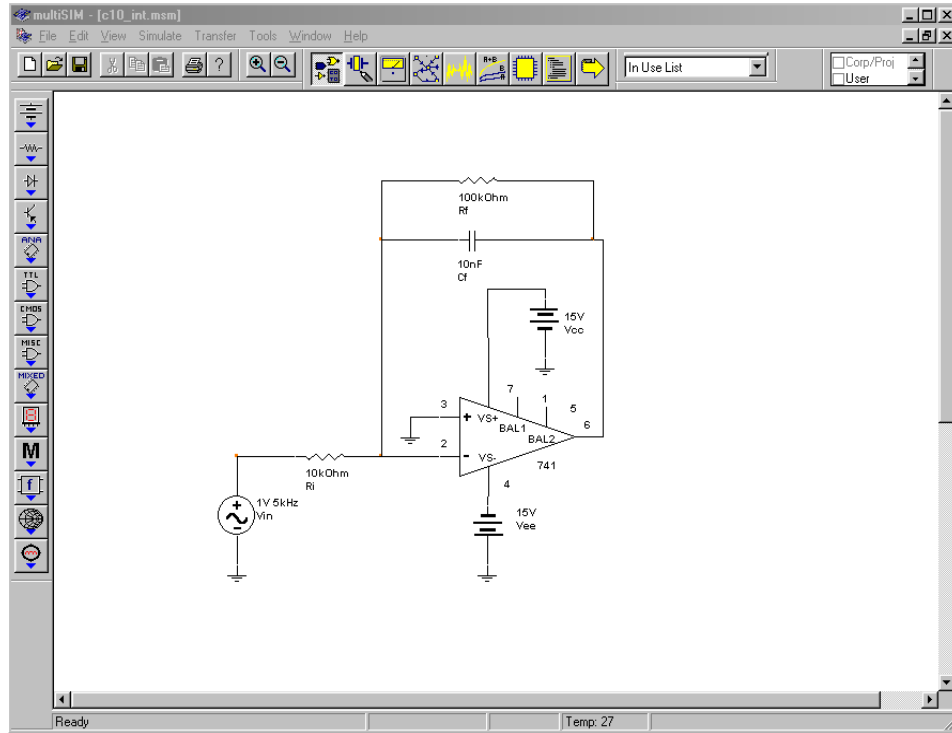 multiSIM - [c10_int.msm]
File Edit View Simulate Transfer Tools Window Help
In Use List
Corp/Proj
User
ANA
TTL
CMOS
MISC
MIXED
M
f
100kOhm
Rf
10nF
Cf
15V
Vcc
7
1
5
3
6
+ VS+
BAL1
BAL2
2
- VS-
741
4
10kOhm
Ri
1V 5kHz
Vin
15V
Vee
Ready
Temp: 27